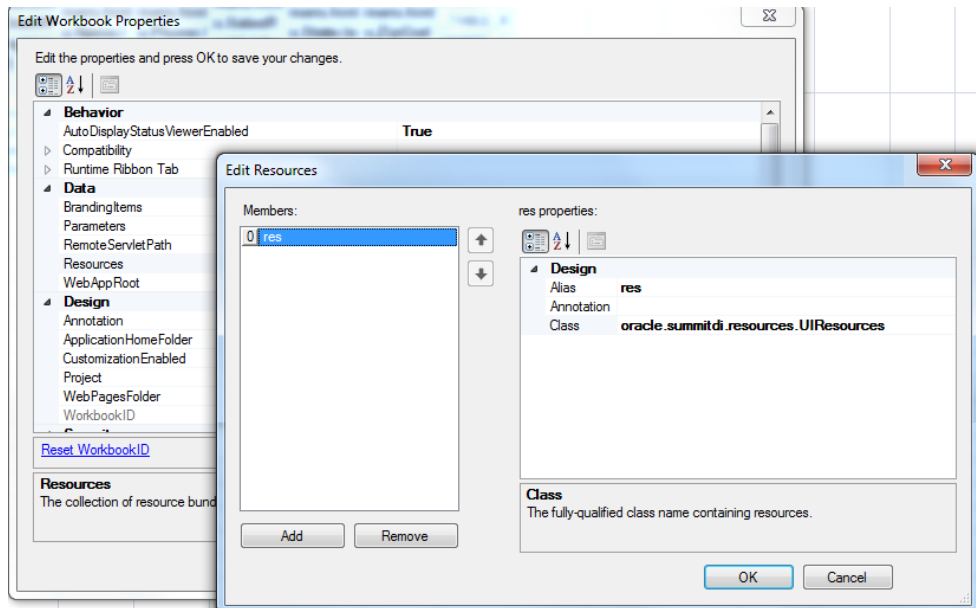 Edit Workbook Properties
Edit the properties and press OK to save your changes.
Behavior
AutoDisplayStatusViewerEnabled True
Compatibility
Runtime Ribbon Tab
Data
BrandingItems
Parameters
RemoteServletPath
Resources
WebAppRoot
Design
Annotation
ApplicationHomeFolder
CustomizationEnabled
Project
WebPagesFolder
WorkbookID
Reset WorkbookID
Resources
The collection of resource bund
Edit Resources
Members:
0 res
Add Remove
res properties:
Design
Alias res
Annotation
Class oracle.summitdi.resources.UIResources
Class
The fully-qualified class name containing resources.
OK Cancel